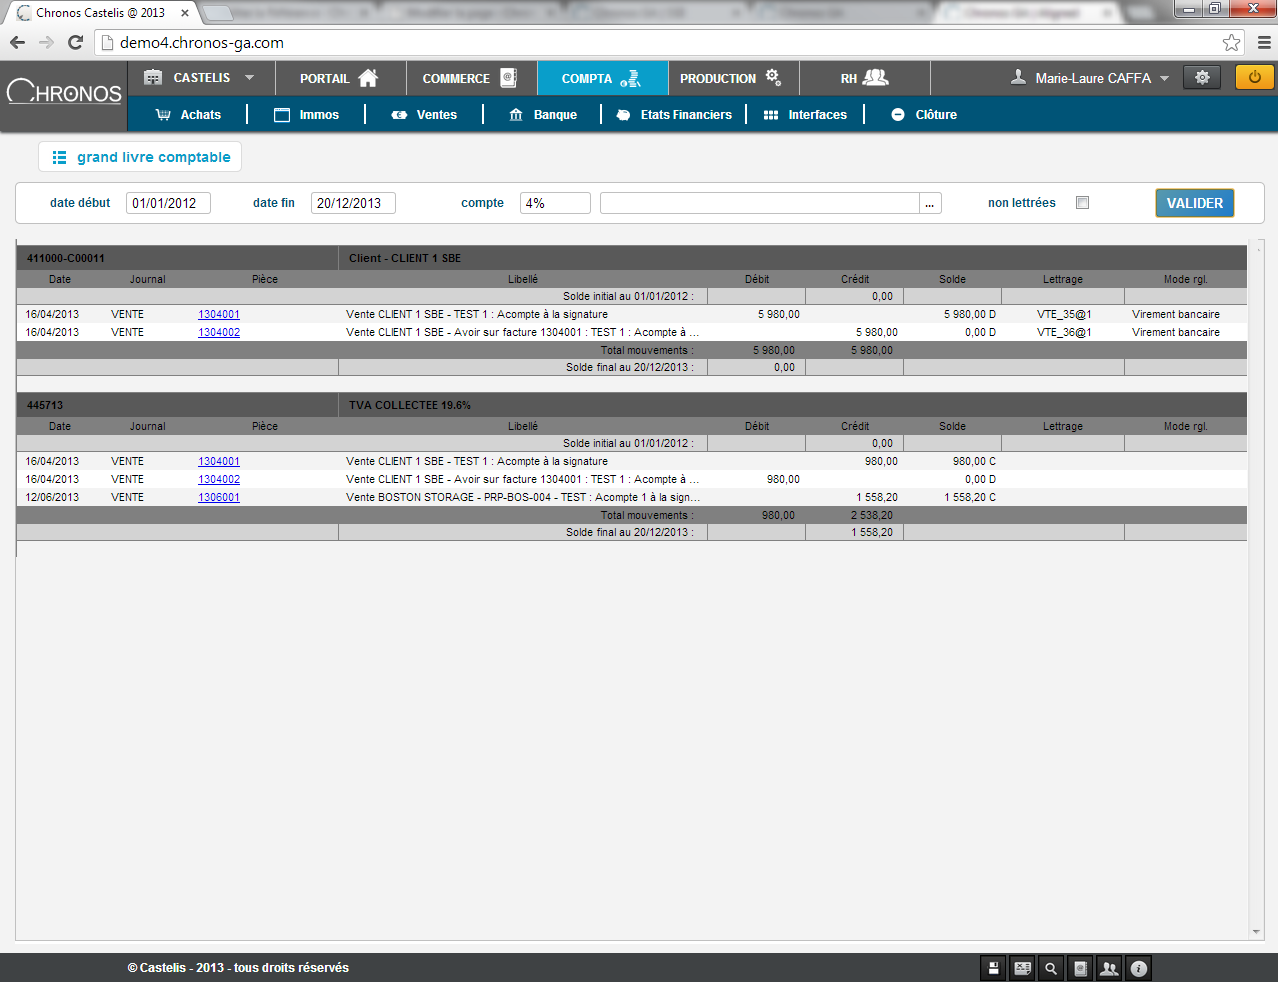 Chronos Castelis @ 2013
demo4.chronos-ga.com
CHRONOS
CASTELIS PORTAIL COMMERCE COMPTA PRODUCTION RH Marie-Laure CAFFA
Achats Immos Ventes Banque Etats Financiers Interfaces Clôture
grand livre comptable
date début 01/01/2012 date fin 20/12/2013 compte 4% ... non lettrées VALIDER
411000-C00011 Client - CLIENT 1 SBE
Date Journal Pièce Libellé Débit Crédit Solde Lettrage Mode rgl.
Solde initial au 01/01/2012 : 0,00
16/04/2013 VENTE 1304001 Vente CLIENT 1 SBE - TEST 1 : Acompte à la signature 5 980,00 5 980,00 D VTE_35@1 Virement bancaire
16/04/2013 VENTE 1304002 Vente CLIENT 1 SBE - Avoir sur facture 1304001 : TEST 1 : Acompte à ... 5 980,00 0,00 D VTE_36@1 Virement bancaire
Total mouvements : 5 980,00 5 980,00
Solde final au 20/12/2013 : 0,00
445713 TVA COLLECTEE 19.6%
Date Journal Pièce Libellé Débit Crédit Solde Lettrage Mode rgl.
Solde initial au 01/01/2012 : 0,00
16/04/2013 VENTE 1304001 Vente CLIENT 1 SBE - TEST 1 : Acompte à la signature 980,00 980,00 C
16/04/2013 VENTE 1304002 Vente CLIENT 1 SBE - Avoir sur facture 1304001 : TEST 1 : Acompte à ... 980,00 0,00 D
12/06/2013 VENTE 1306001 Vente BOSTON STORAGE - PRP-BOS-004 - TEST : Acompte 1 à la sign... 1 558,20 1 558,20 C
Total mouvements : 980,00 2 538,20
Solde final au 20/12/2013 : 1 558,20
© Castelis - 2013 - tous droits réservés